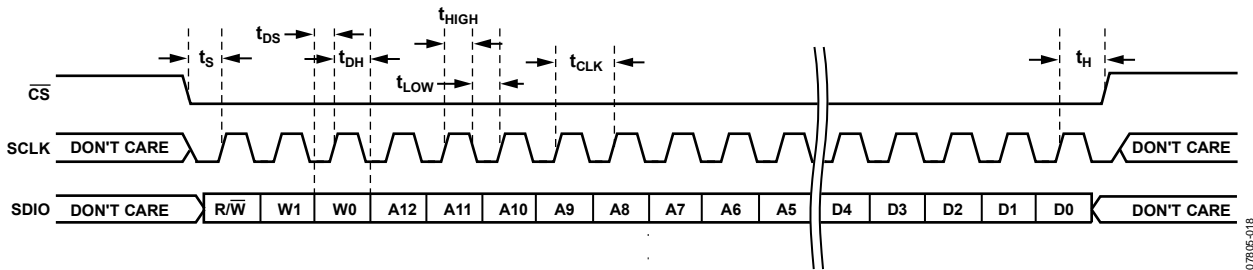 tHIGH
tDS
tS
tDH
tCLK
tH
tLOW
CS
SCLK
DON'T CARE
DON'T CARE
SDIO
DON'T CARE
R/W
W1
W0
A12
A11
A10
A9
A8
A7
A6
A5
D4
D3
D2
D1
D0
DON'T CARE
07805-018